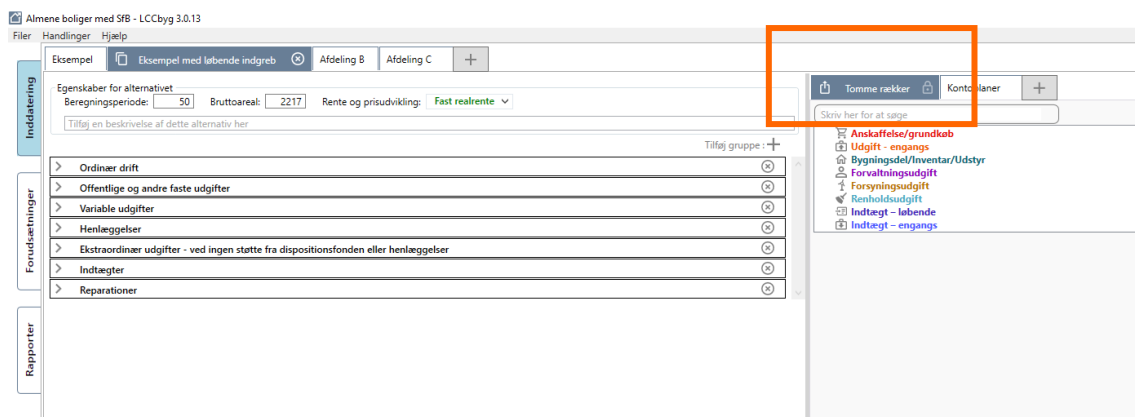 Almene boliger med SfB - LCCbyg 3.0.13
Filer Handlinger Hjælp
Eksempel Eksempel med løbende indgreb Afdeling B Afdeling C
Inddatering
Forudsætninger
Rapporter
Egenskaber for alternativet
Beregningsperiode: 50 Bruttoareal: 2217 Rente og prisudvikling: Fast realrente
Tilføj en beskrivelse af dette alternativ her
Tilføj gruppe :
Ordinær drift
Offentlige og andre faste udgifter
Variable udgifter
Henlæggelser
Ekstraordinær udgifter - ved ingen støtte fra dispositionsfonden eller henlæggelser
Indtægter
Reparationer
Tomme rækker Kontoplaner
Skriv her for at søge
Anskaffelse/grundkøb
Udgift - engangs
Bygningsdel/Inventar/Udstyr
Forvaltningsudgift
Forsyningsudgift
Renholdsudgift
Indtægt – løbende
Indtægt – engangs